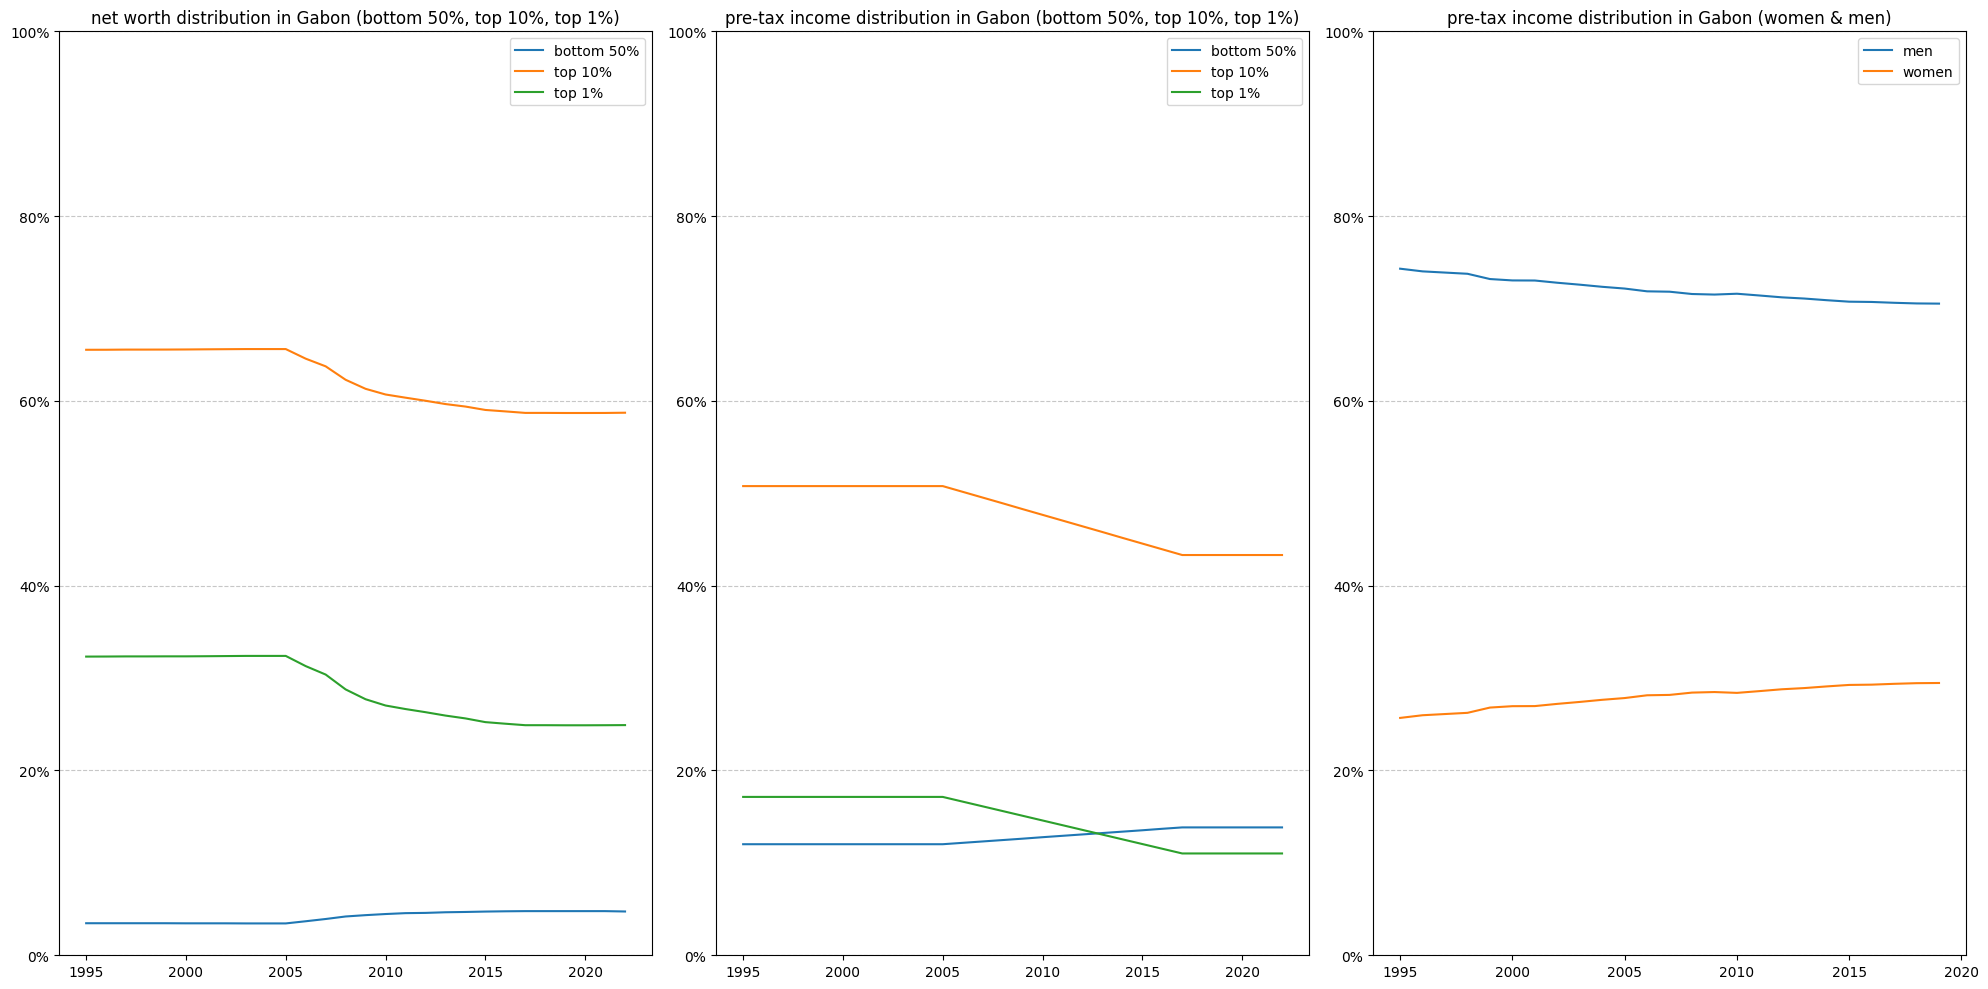 net worth distribution in Gabon (bottom 50%, top 10%, top 1%)
100%
80%
60%
40%
20%
0%
1995 2000 2005 2010 2015 2020
bottom 50%
top 10%
top 1%
pre-tax income distribution in Gabon (bottom 50%, top 10%, top 1%)
100%
80%
60%
40%
20%
0%
1995 2000 2005 2010 2015 2020
bottom 50%
top 10%
top 1%
pre-tax income distribution in Gabon (women & men)
100%
80%
60%
40%
20%
0%
1995 2000 2005 2010 2015 2020
men
women